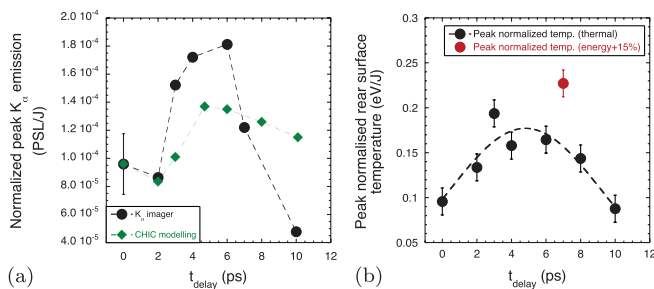 Normalized peak Kα emission
(PSL/J)
2.0 10⁻⁴
1.8 10⁻⁴
1.6 10⁻⁴
1.4 10⁻⁴
1.2 10⁻⁴
1.0 10⁻⁴
8.0 10⁻⁵
6.0 10⁻⁵
4.0 10⁻⁵
Kα imager
CHIC modelling
-2 0 2 4 6 8 10 12
t_delay (ps)
(a)
Peak normalised rear surface
temperature (eV/J)
0.3
0.25
0.2
0.15
0.1
0.05
Peak normalized temp. (thermal)
Peak normalized temp. (energy+15%)
0 2 4 6 8 10 12
t_delay (ps)
(b)